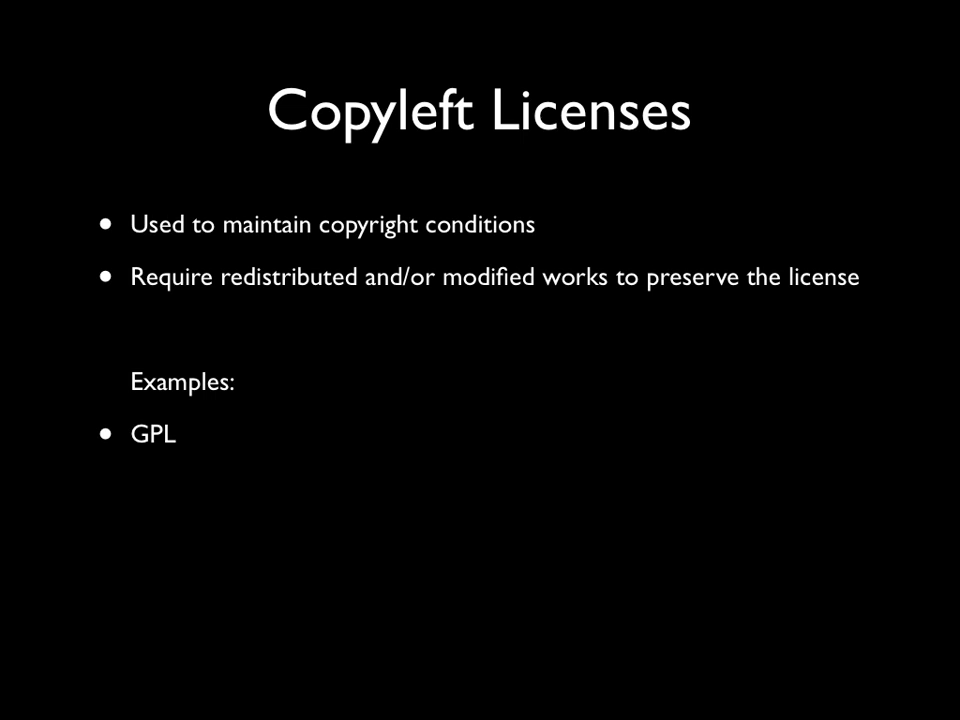 Copyleft Licenses
• Used to maintain copyright conditions
• Require redistributed and/or modified works to preserve the license
Examples:
• GPL